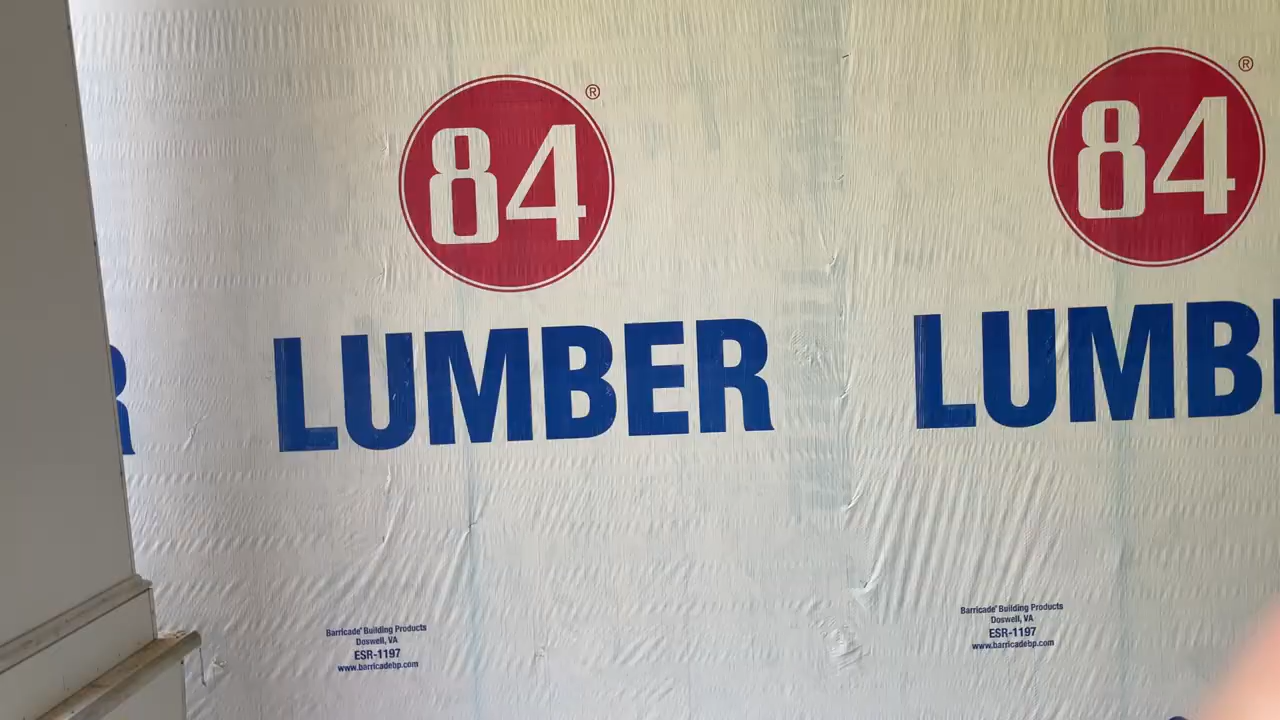 84®
LUMBER
Barricade® Building Products
Doswell, VA
ESR-1197
www.barricadebp.com
84®
LUMB
Barricade® Building Products
Doswell, VA
ESR-1197
www.barricadebp.com
R